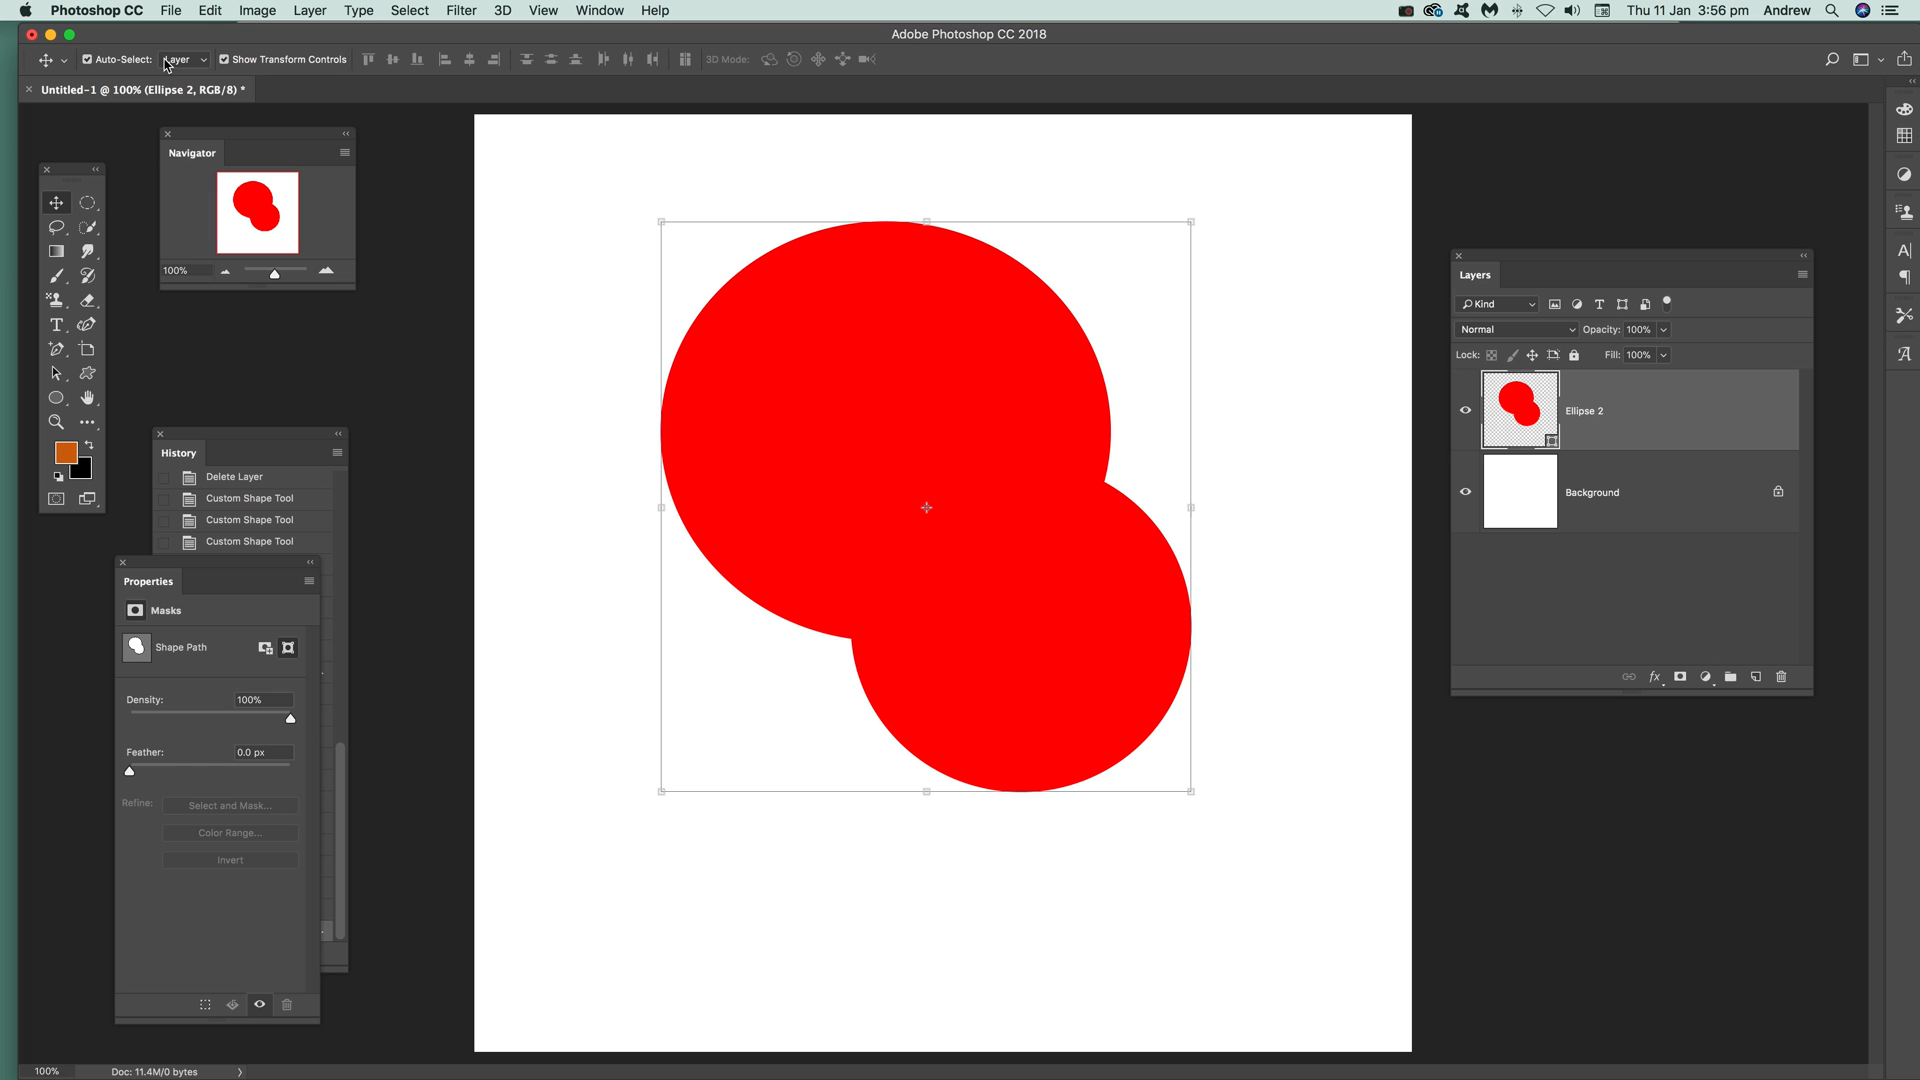 Photoshop CC File Edit Image Layer Type Select Filter 3D View Window Help Thu 11 Jan 3:56 pm Andrew
Adobe Photoshop CC 2018
Auto-Select: Layer Show Transform Controls 3D Mode:
Untitled-1 @ 100% (Ellipse 2, RGB/8) *
Navigator
100%
History
Delete Layer
Custom Shape Tool
Custom Shape Tool
Custom Shape Tool
Properties
Masks
Shape Path
Density: 100%
Feather: 0.0 px
Refine: Select and Mask...
Color Range...
Invert
Layers
Kind
Normal Opacity: 100%
Lock: Fill: 100%
Ellipse 2
Background
100% Doc: 11.4M/0 bytes